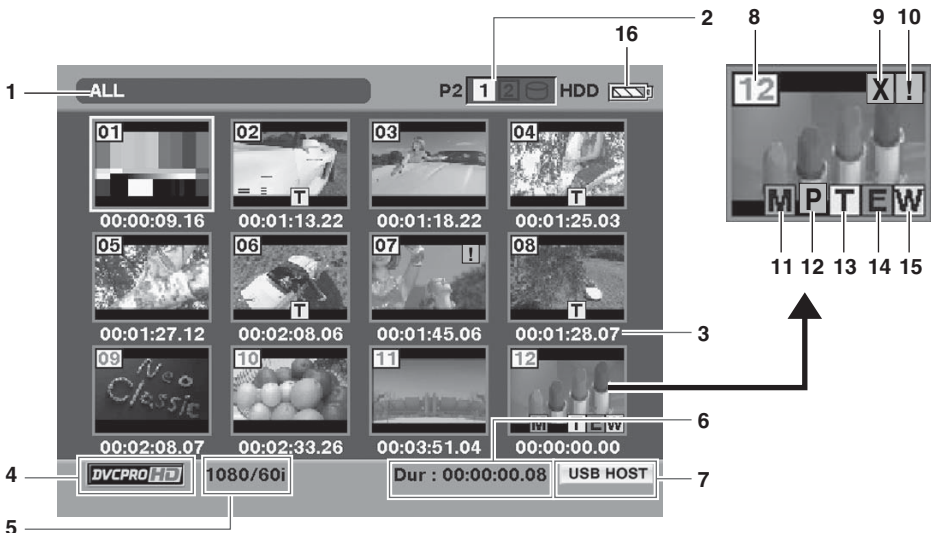 2 16 8 9 10
1 ALL P2 1 2 HDD 12 X !
01 02 03 04
T
00:00:09.16 00:01:13.22 00:01:18.22 00:01:25.03
M P T E W
11 12 13 14 15
05 06 07 ! 08
T T
00:01:27.12 00:02:08.06 00:01:45.06 00:01:28.07 3
09 10 11 12
Neo
Classic
M T E W
00:02:08.07 00:02:33.26 00:03:51.04 00:00:00.00
6
4 DVCPRO HD 1080/60i Dur : 00:00:00.08 USB HOST 7
5